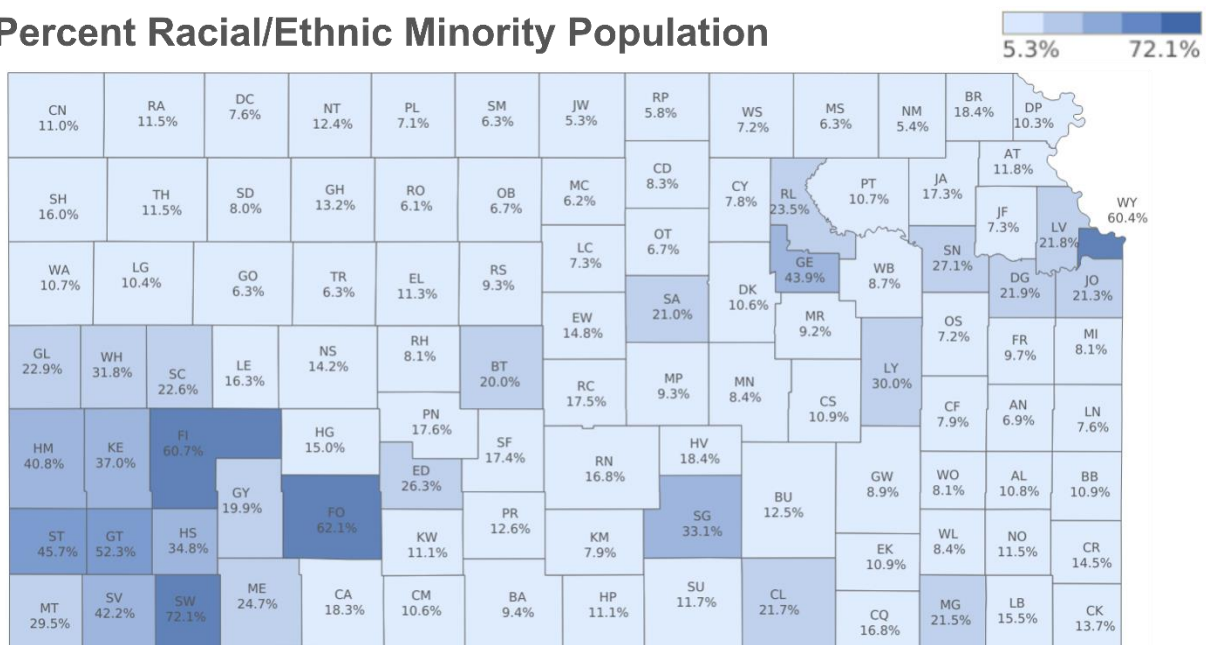 Percent Racial/Ethnic Minority Population
5.3% 72.1%
CN
11.0%
RA
11.5%
DC
7.6%
NT
12.4%
PL
7.1%
SM
6.3%
JW
5.3%
RP
5.8%
WS
7.2%
MS
6.3%
NM
5.4%
BR
18.4%
DP
10.3%
AT
11.8%
SH
16.0%
TH
11.5%
SD
8.0%
GH
13.2%
RO
6.1%
OB
6.7%
MC
6.2%
CD
8.3%
CY
7.8%
RL
23.5%
PT
10.7%
JA
17.3%
JF
7.3%
LV
21.8%
WY
60.4%
WA
10.7%
LG
10.4%
GO
6.3%
TR
6.3%
EL
11.3%
RS
9.3%
LC
7.3%
OT
6.7%
GE
43.9%
WB
8.7%
SN
27.1%
DG
21.9%
JO
21.3%
EW
14.8%
SA
21.0%
DK
10.6%
MR
9.2%
OS
7.2%
FR
9.7%
MI
8.1%
GL
22.9%
WH
31.8%
SC
22.6%
LE
16.3%
NS
14.2%
RH
8.1%
BT
20.0%
RC
17.5%
MP
9.3%
MN
8.4%
CS
10.9%
LY
30.0%
CF
7.9%
AN
6.9%
LN
7.6%
HM
40.8%
KE
37.0%
FI
60.7%
HG
15.0%
PN
17.6%
SF
17.4%
RN
16.8%
HV
18.4%
ED
26.3%
GY
19.9%
BU
12.5%
GW
8.9%
WO
8.1%
AL
10.8%
BB
10.9%
ST
45.7%
GT
52.3%
HS
34.8%
FO
62.1%
KW
11.1%
PR
12.6%
KM
7.9%
SG
33.1%
EK
10.9%
WL
8.4%
NO
11.5%
CR
14.5%
MT
29.5%
SV
42.2%
SW
72.1%
ME
24.7%
CA
18.3%
CM
10.6%
BA
9.4%
HP
11.1%
SU
11.7%
CL
21.7%
CQ
16.8%
MG
21.5%
LB
15.5%
CK
13.7%